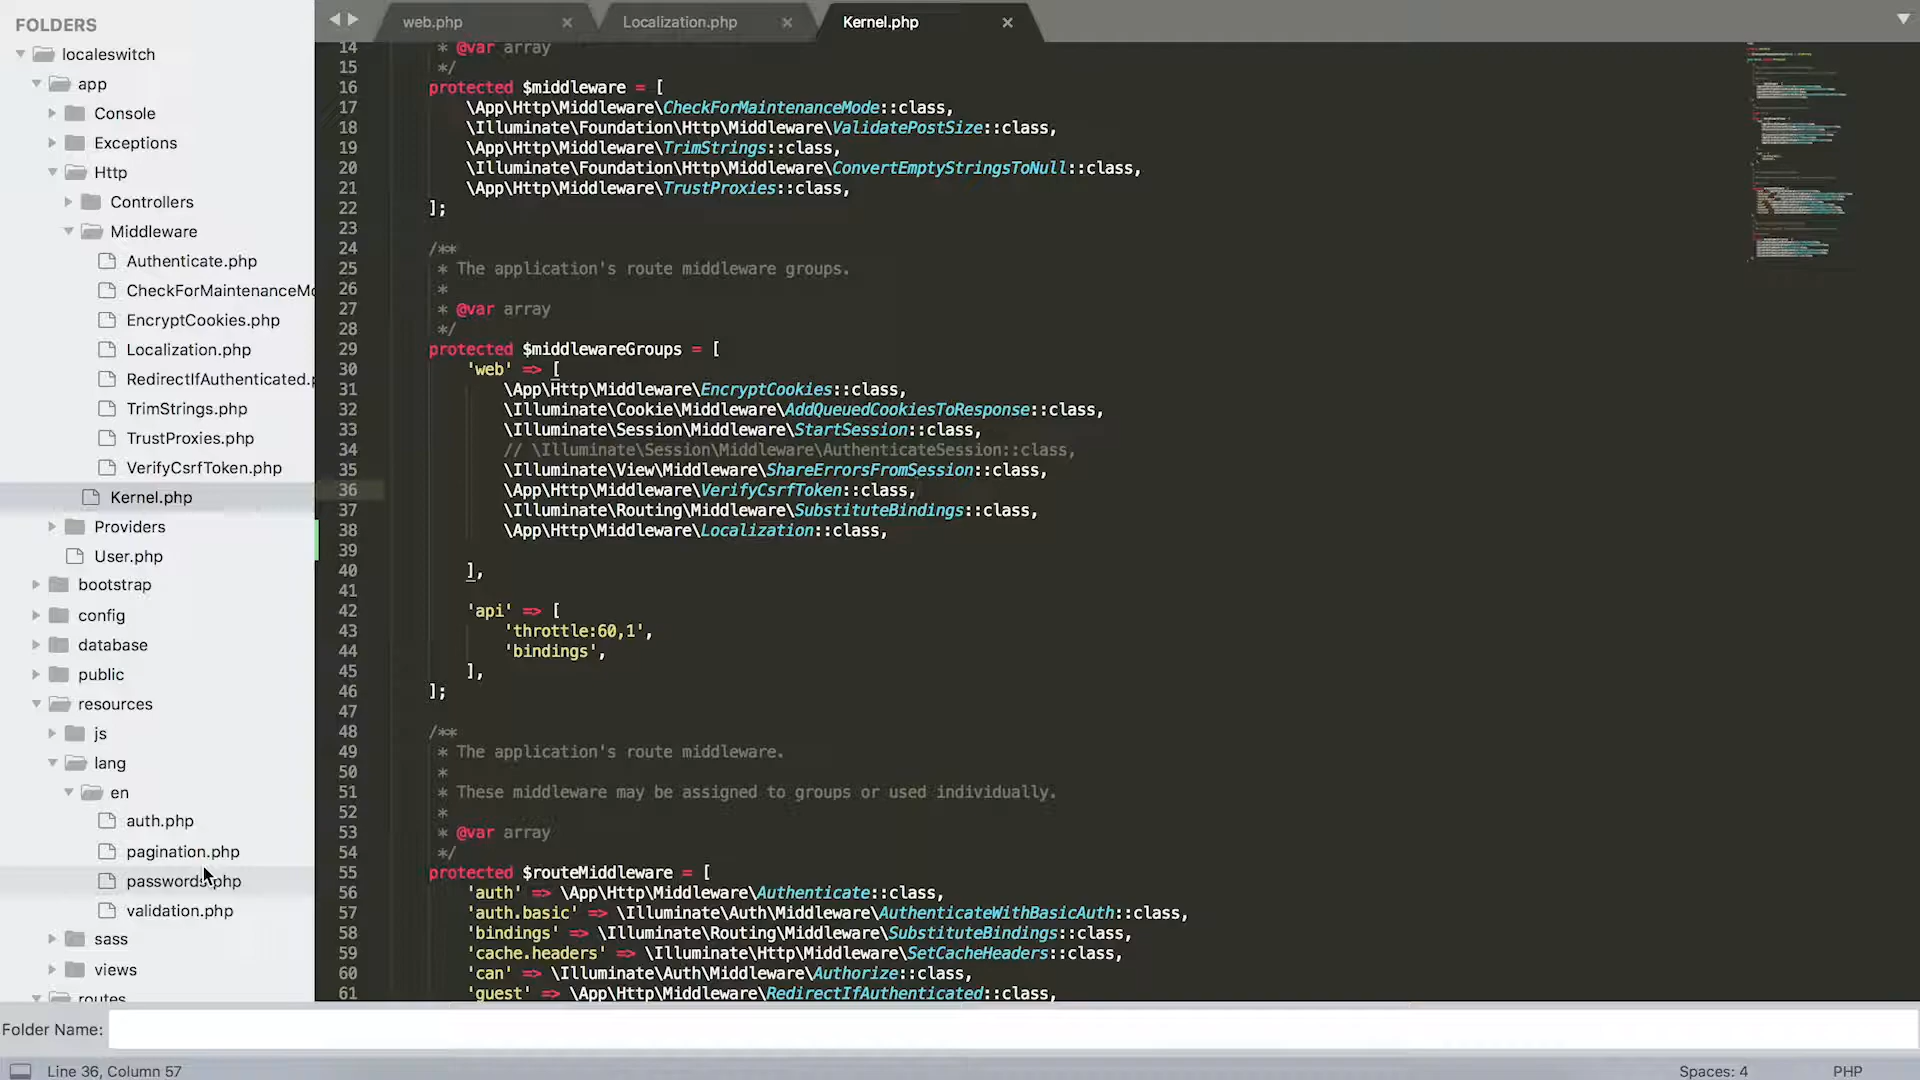 FOLDERS
localeswitch
app
Console
Exceptions
Http
Controllers
Middleware
Authenticate.php
CheckForMaintenanceMo
EncryptCookies.php
Localization.php
RedirectIfAuthenticated.p
TrimStrings.php
TrustProxies.php
VerifyCsrfToken.php
Kernel.php
Providers
User.php
bootstrap
config
database
public
resources
js
lang
en
auth.php
pagination.php
passwords.php
validation.php
sass
views
routes
web.php
Localization.php
Kernel.php
14 * @var array
15 */
16 protected $middleware = [
17 \App\Http\Middleware\CheckForMaintenanceMode::class,
18 \Illuminate\Foundation\Http\Middleware\ValidatePostSize::class,
19 \App\Http\Middleware\TrimStrings::class,
20 \Illuminate\Foundation\Http\Middleware\ConvertEmptyStringsToNull::class,
21 \App\Http\Middleware\TrustProxies::class,
22 ];
23
24 /**
25 * The application's route middleware groups.
26 *
27 * @var array
28 */
29 protected $middlewareGroups = [
30 'web' => [
31 \App\Http\Middleware\EncryptCookies::class,
32 \Illuminate\Cookie\Middleware\AddQueuedCookiesToResponse::class,
33 \Illuminate\Session\Middleware\StartSession::class,
34 // \Illuminate\Session\Middleware\AuthenticateSession::class,
35 \Illuminate\View\Middleware\ShareErrorsFromSession::class,
36 \App\Http\Middleware\VerifyCsrfToken::class,
37 \Illuminate\Routing\Middleware\SubstituteBindings::class,
38 \App\Http\Middleware\Localization::class,
39
40 ],
41
42 'api' => [
43 'throttle:60,1',
44 'bindings',
45 ],
46 ];
47
48 /**
49 * The application's route middleware.
50 *
51 * These middleware may be assigned to groups or used individually.
52 *
53 * @var array
54 */
55 protected $routeMiddleware = [
56 'auth' => \App\Http\Middleware\Authenticate::class,
57 'auth.basic' => \Illuminate\Auth\Middleware\AuthenticateWithBasicAuth::class,
58 'bindings' => \Illuminate\Routing\Middleware\SubstituteBindings::class,
59 'cache.headers' => \Illuminate\Http\Middleware\SetCacheHeaders::class,
60 'can' => \Illuminate\Auth\Middleware\Authorize::class,
61 'guest' => \App\Http\Middleware\RedirectIfAuthenticated::class,
Folder Name:
Line 36, Column 57
Spaces: 4
PHP